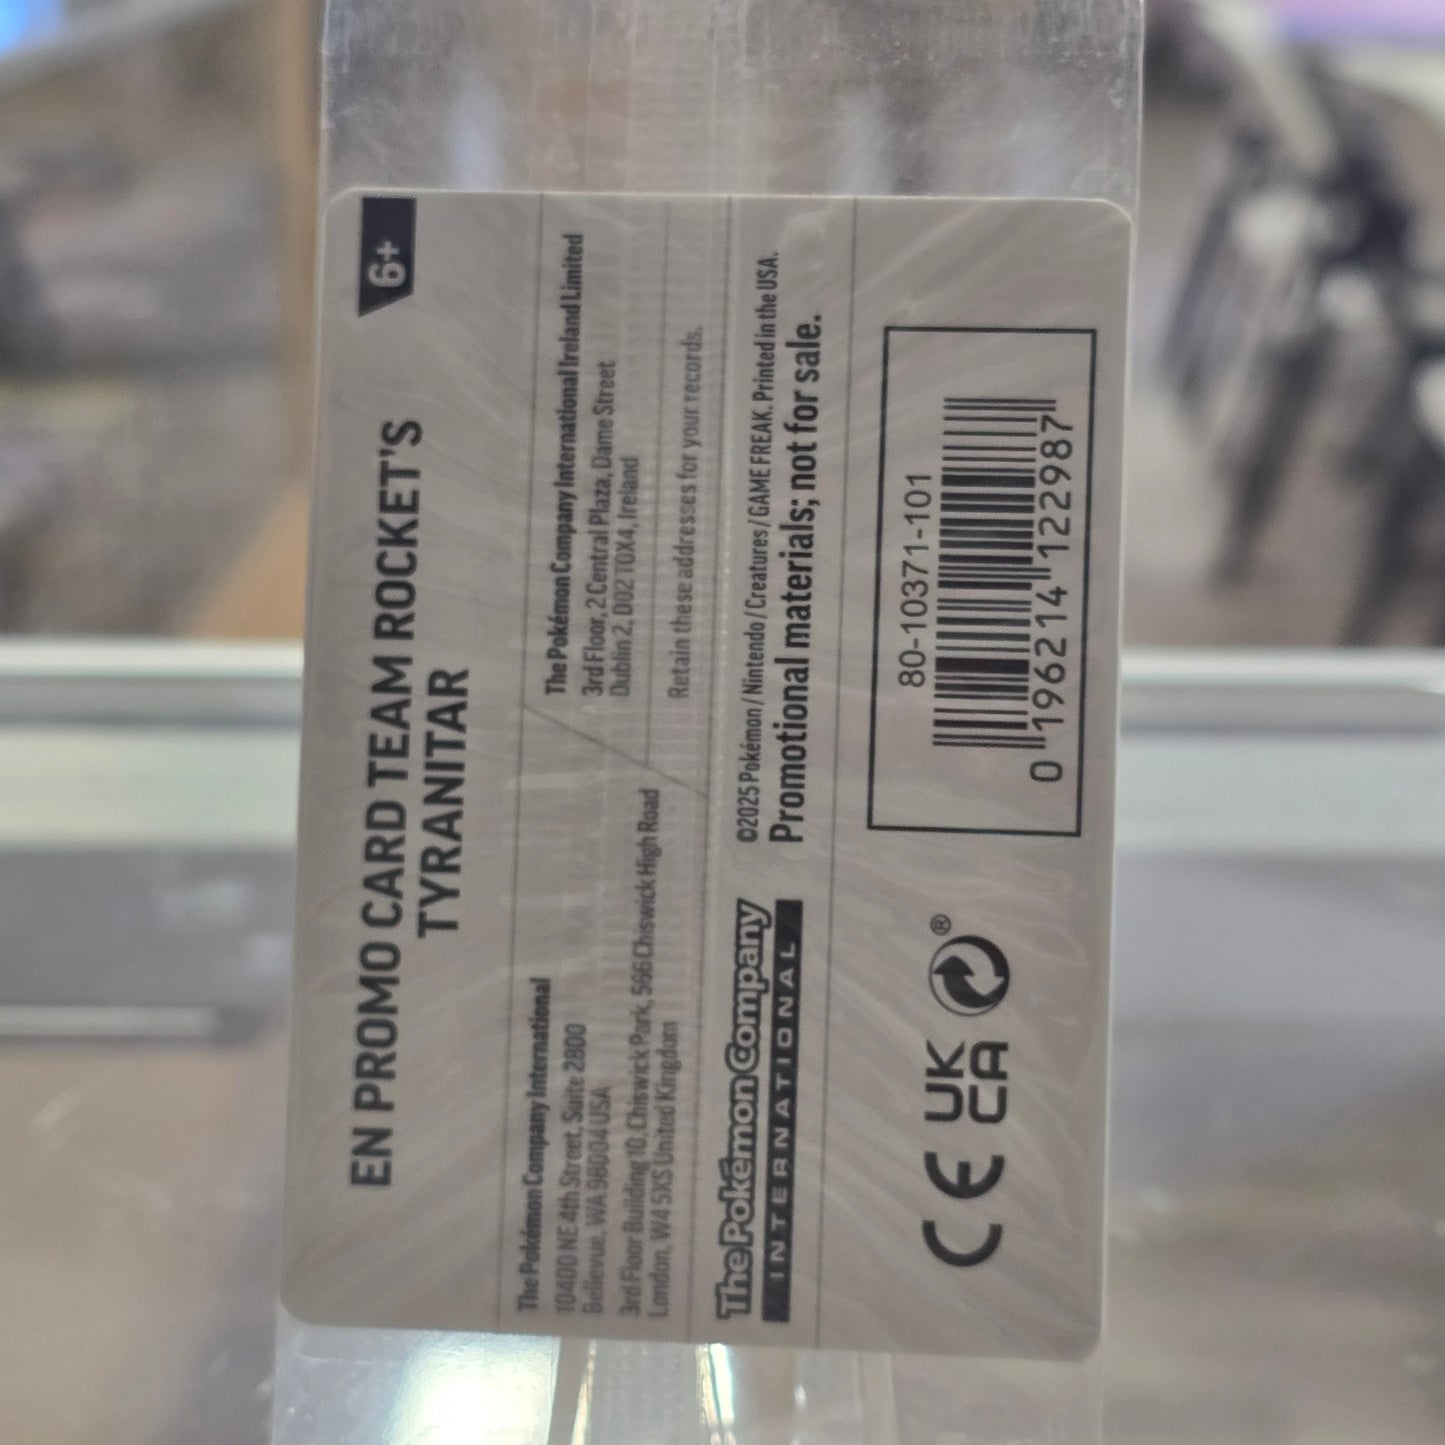 6+
EN PROMO CARD TEAM ROCKET'S
TYRANITAR
The Pokémon Company International
10400 NE 4th Street, Suite 2800
Bellevue, WA 98004 USA
3rd Floor Building 10, Chiswick Park, 566 Chiswick High Road
London, W4 5XS United Kingdom
The Pokémon Company International Ireland Limited
3rd Floor, 2 Central Plaza, Dame Street
Dublin 2, D02 T0X4, Ireland
Retain these addresses for your records.
The Pokémon Company
INTERNATIONAL
©2025 Pokémon / Nintendo / Creatures / GAME FREAK. Printed in the USA.
Promotional materials; not for sale.
CE
UK
CA
®
80-10371-101
0 196214 122987